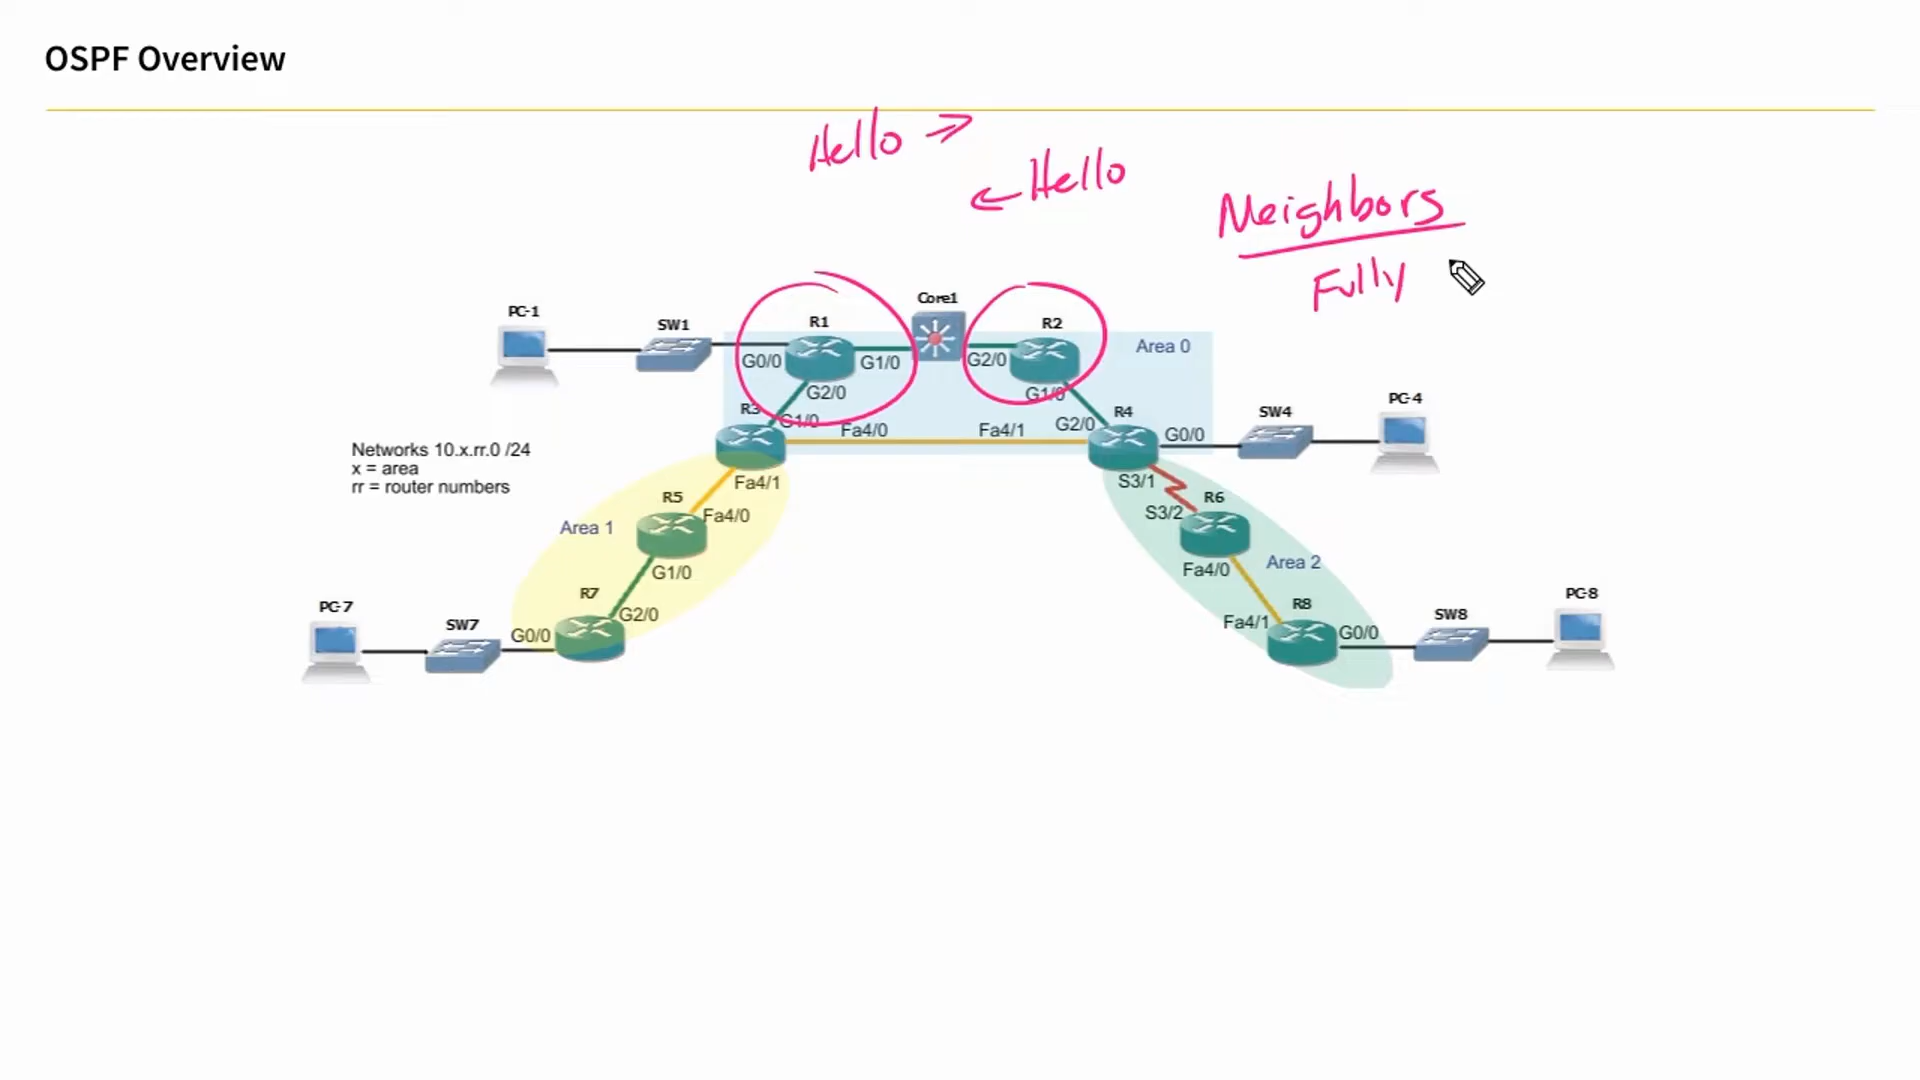 OSPF Overview
Hello
Hello
Neighbors
Fully
Core1
PC-1
SW1
R1
R2
Area 0
G0/0
G1/0
G2/0
G2/0
G1/0
PC-4
R3
G1/0
Fa4/0
Fa4/1
G2/0
R4
SW4
G0/0
Networks 10.x.rr.0 /24
x = area
rr = router numbers
Fa4/1
S3/1
R5
Fa4/0
S3/2
R6
Area 1
G1/0
Fa4/0
Area 2
PC-7
R7
G2/0
R8
PC-8
SW7
G0/0
Fa4/1
G0/0
SW8